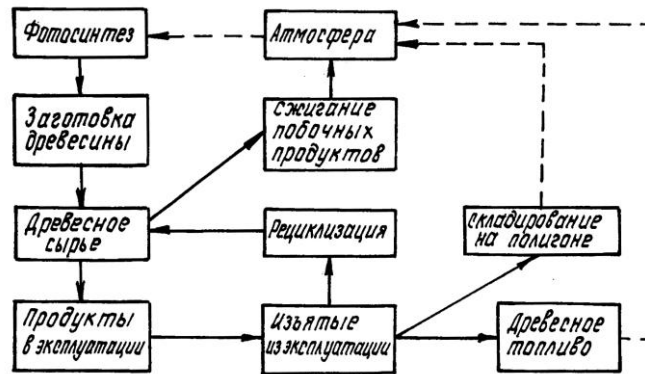 Фотосинтез
Атмосфера
Заготовка
древесины
Сжигание
побочных
продуктов
Древесное
сырье
Рециклизация
Складирование
на полигоне
Продукты
в эксплуатации
Изъятые
из эксплуатации
Древесное
топливо